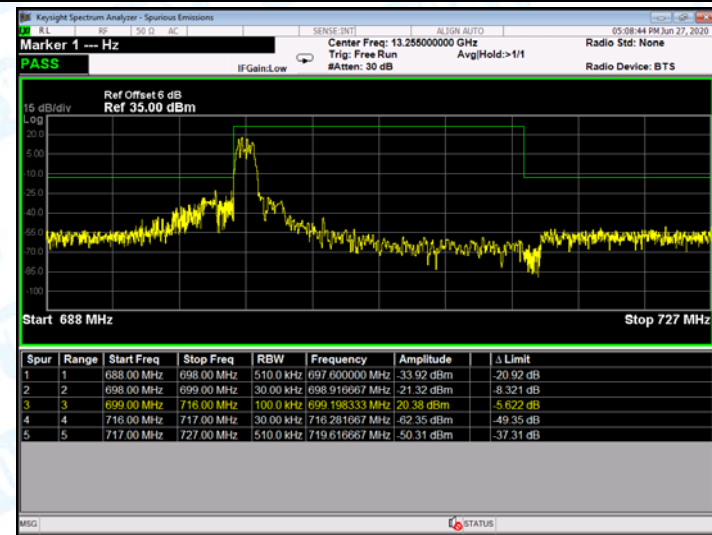 Keysight Spectrum Analyzer - Spurious Emissions
RL RF 50 Ω AC SENSE:INT ALIGN AUTO 05:08:44 PM Jun 27, 2020
Marker 1 --- Hz Center Freq: 13.255000000 GHz Radio Std: None
Trig: Free Run Avg|Hold:>1/1
PASS IFGain:Low #Atten: 30 dB Radio Device: BTS
Ref Offset 6 dB
15 dB/div Ref 35.00 dBm
Log
20.0
5.00
-10.0
-25.0
-40.0
-55.0
-70.0
-85.0
-100
Start 688 MHz Stop 727 MHz
Spur Range Start Freq Stop Freq RBW Frequency Amplitude Δ Limit
1 1 688.00 MHz 698.00 MHz 510.0 kHz 697.600000 MHz -33.92 dBm -20.92 dB
2 2 698.00 MHz 699.00 MHz 30.00 kHz 698.916667 MHz -21.32 dBm -8.321 dB
3 3 699.00 MHz 716.00 MHz 100.0 kHz 699.198333 MHz 20.38 dBm -5.622 dB
4 4 716.00 MHz 717.00 MHz 30.00 kHz 716.281667 MHz -62.35 dBm -49.35 dB
5 5 717.00 MHz 727.00 MHz 510.0 kHz 719.616667 MHz -50.31 dBm -37.31 dB
MSG STATUS